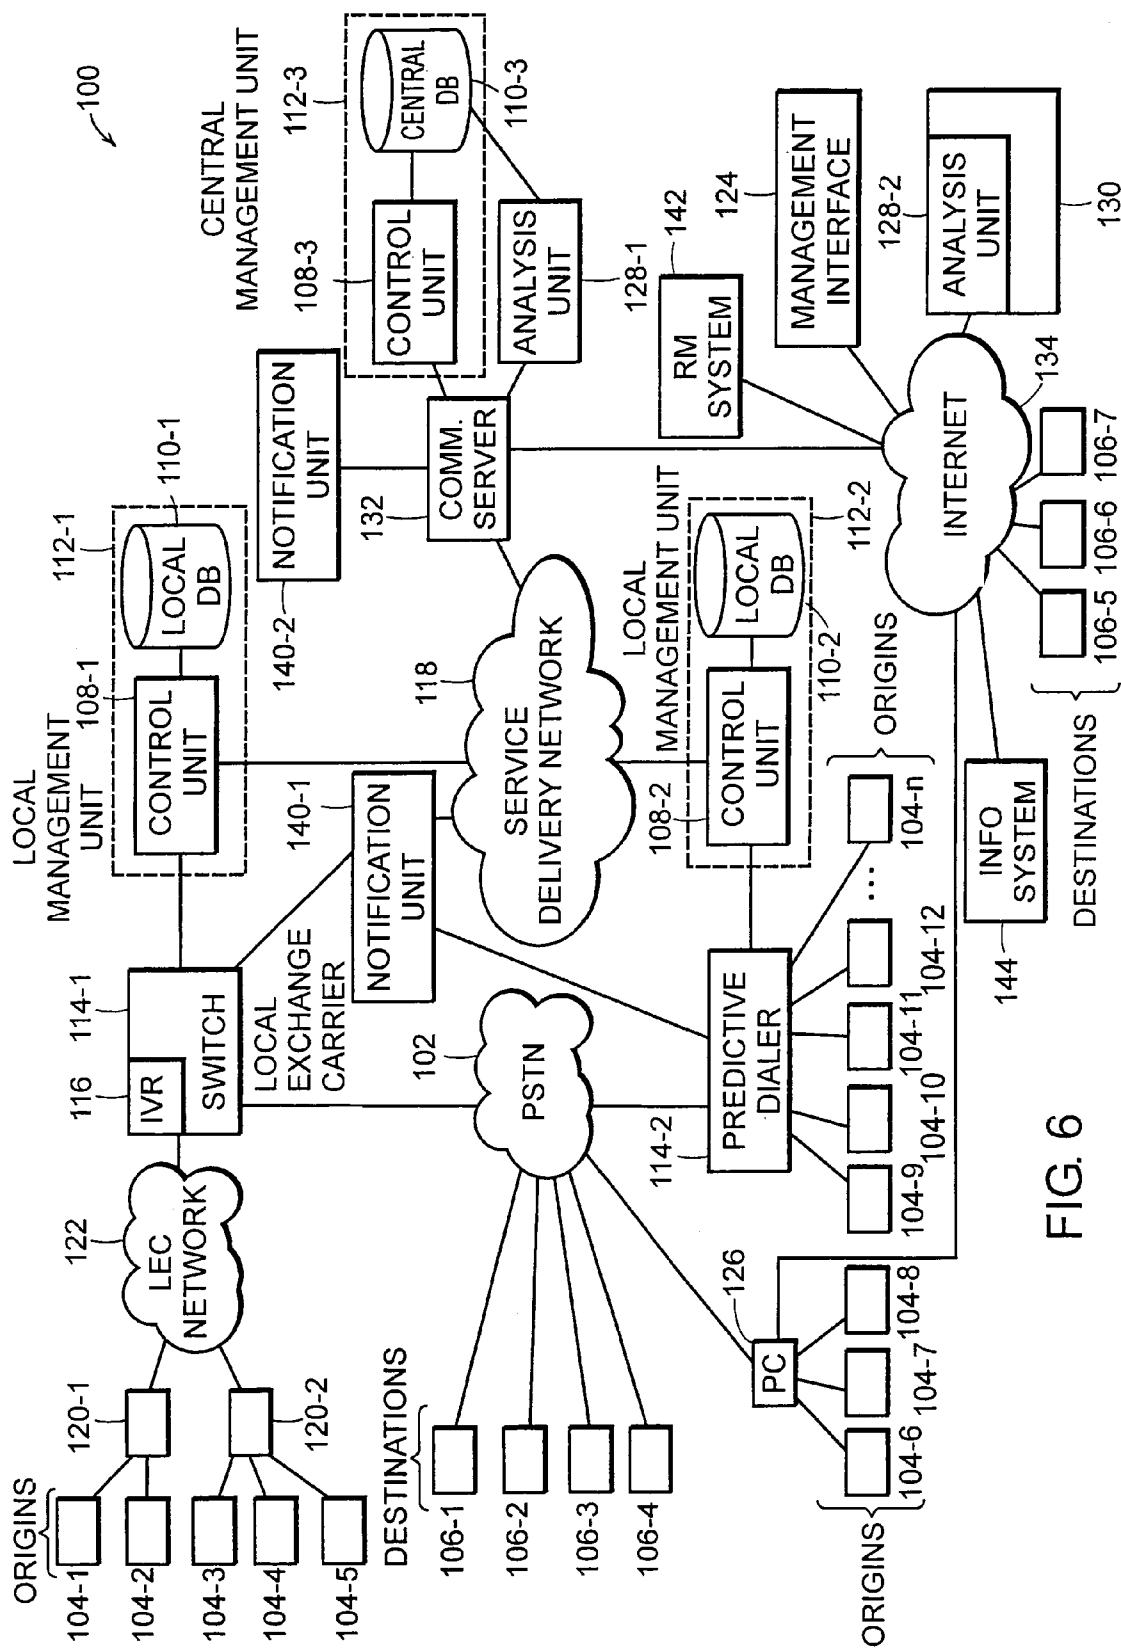 100
CENTRAL
MANAGEMENT UNIT
112-3
108-3
CONTROL
UNIT
CENTRAL
DB
110-3
ANALYSIS
UNIT
128-1
LOCAL
MANAGEMENT
UNIT
112-1
108-1
CONTROL
UNIT
LOCAL
DB
110-1
NOTIFICATION
UNIT
140-2
132
COMM.
SERVER
RM
SYSTEM
142
124
MANAGEMENT
INTERFACE
128-2
ANALYSIS
UNIT
130
INTERNET
134
ORIGINS
104-1
104-2
104-3
104-4
104-5
120-1
120-2
122
LEC
NETWORK
116
IVR
114-1
SWITCH
LOCAL
EXCHANGE
CARRIER
140-1
NOTIFICATION
UNIT
118
SERVICE
DELIVERY NETWORK
LOCAL
MANAGEMENT UNIT
108-2
CONTROL
UNIT
LOCAL
DB
110-2
112-2
102
PSTN
DESTINATIONS
106-1
106-2
106-3
106-4
114-2
PREDICTIVE
DIALER
126
PC
ORIGINS
104-6
104-7
104-8
104-9
104-10
104-11
104-12
...
104-n
ORIGINS
INFO
SYSTEM
144
106-5
106-6
106-7
DESTINATIONS
FIG. 6